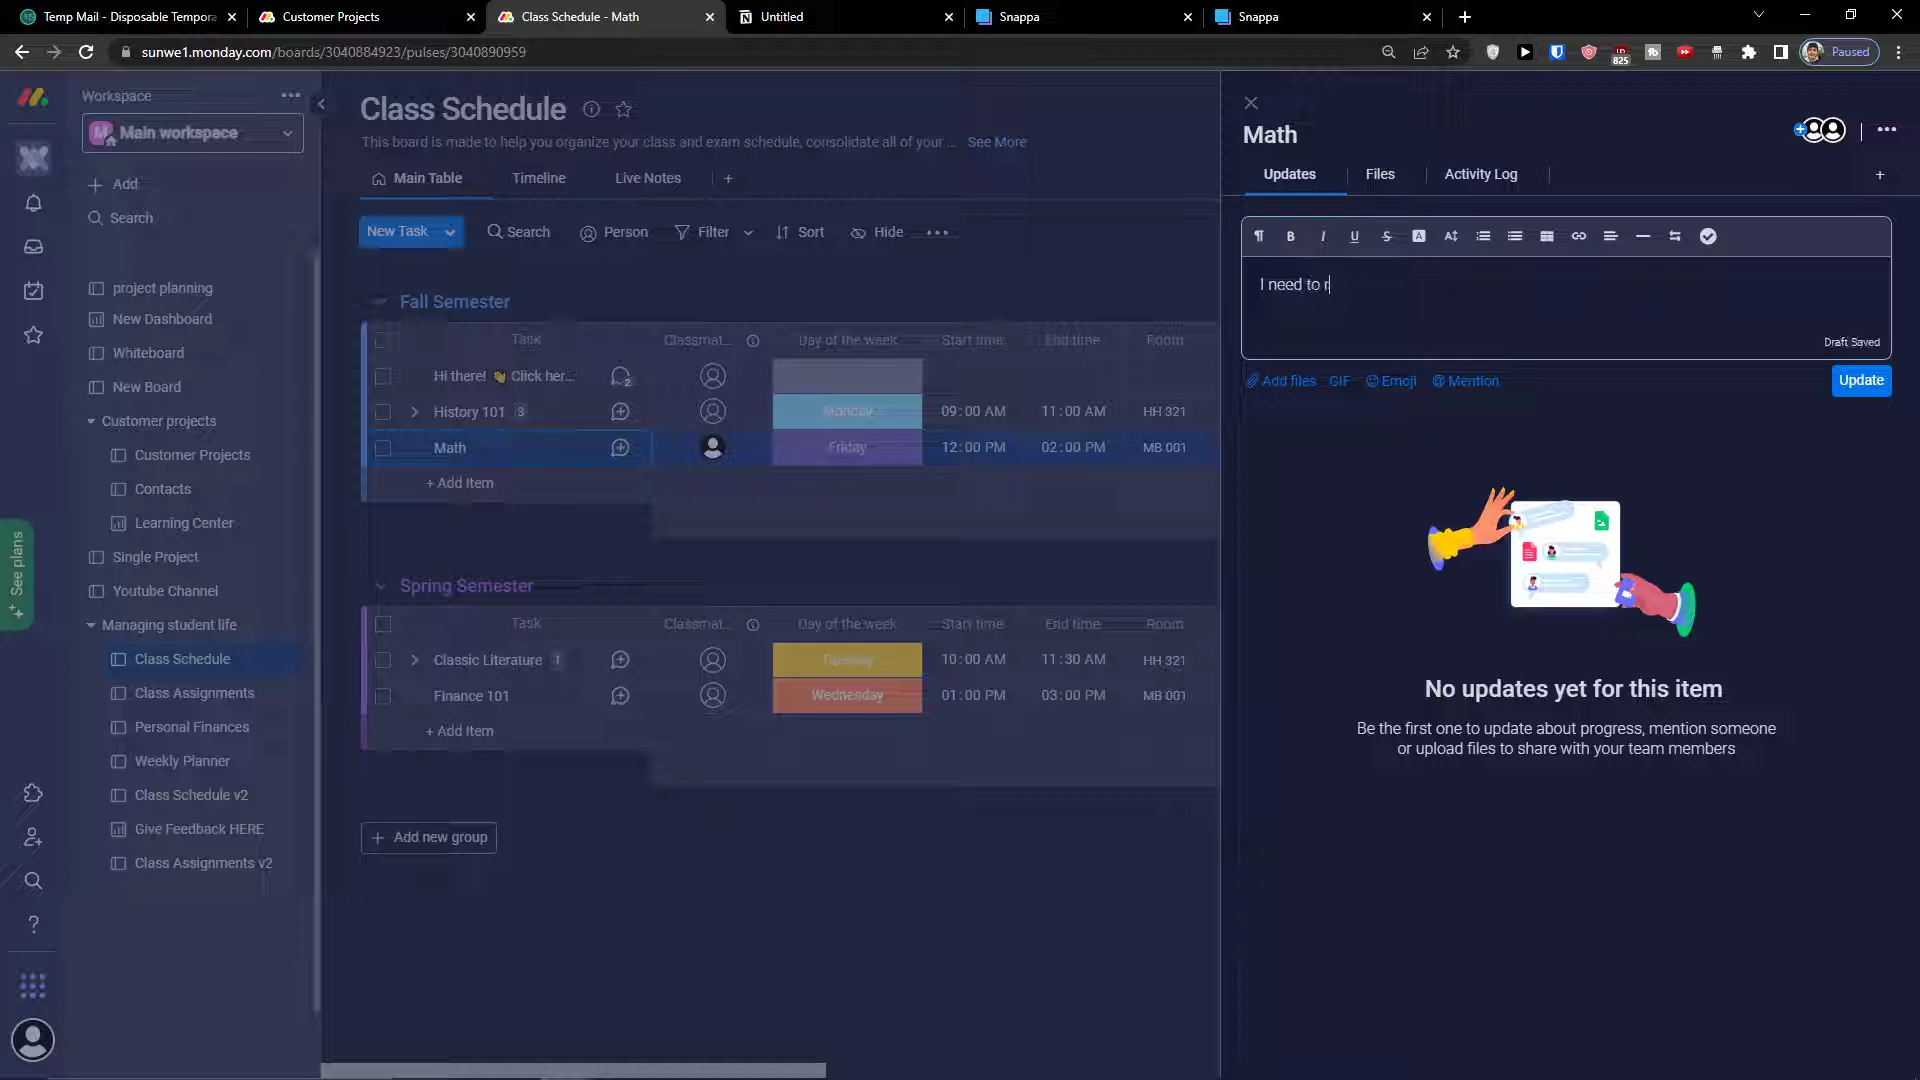 Temp Mail - Disposable Tempora
Customer Projects
Class Schedule - Math
Untitled
Snappa
Snappa
sunwe1.monday.com/boards/3040884923/pulses/3040890959
825
Paused
Workspace
M
Main workspace
Add
Search
project planning
New Dashboard
Whiteboard
New Board
Customer projects
Customer Projects
Contacts
Learning Center
Single Project
Youtube Channel
Managing student life
Class Schedule
Class Assignments
Personal Finances
Weekly Planner
Class Schedule v2
Give Feedback HERE
Class Assignments v2
See plans
Class Schedule
This board is made to help you organize your class and exam schedule, consolidate all of your ... See More
Main Table Timeline Live Notes
New Task Search Person Filter Sort Hide
Fall Semester
Task Classmat... Day of the week Start time End time Room
Hi there! 👋 Click her... 2
History 101 3 Monday 09:00 AM 11:00 AM HH 321
Math Friday 12:00 PM 02:00 PM MB 001
+ Add Item
Spring Semester
Task Classmat... Day of the week Start time End time Room
Classic Literature 1 Tuesday 10:00 AM 11:30 AM HH 321
Finance 101 Wednesday 01:00 PM 03:00 PM MB 001
+ Add Item
+ Add new group
Math
Updates Files Activity Log
I need to r
Draft Saved
Add files GIF Emoji Mention
Update
No updates yet for this item
Be the first one to update about progress, mention someone
or upload files to share with your team members